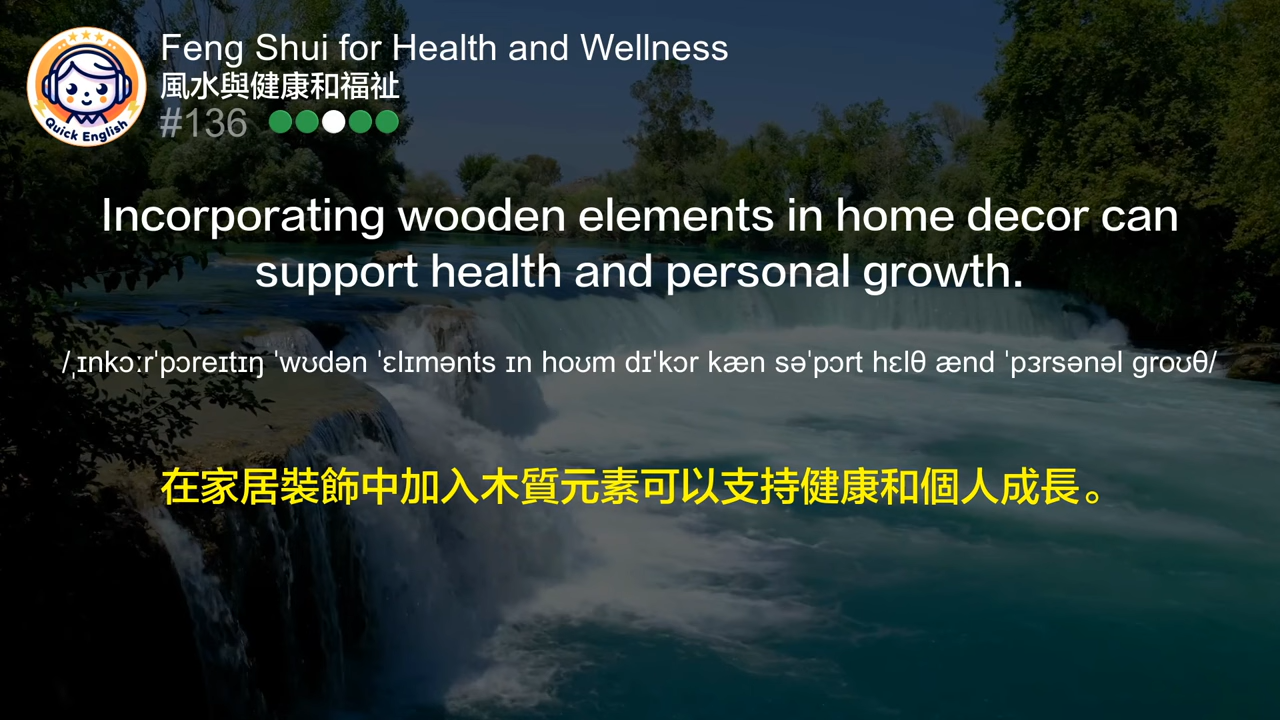 Feng Shui for Health and Wellness
風水與健康和福祉
#136
Quick English
Incorporating wooden elements in home decor can
support health and personal growth.
/ˌɪnkɔːrˈpɔreɪtɪŋ ˈwʊdən ˈɛlɪmənts ɪn hoʊm dɪˈkɔr kæn səˈpɔrt hɛlθ ænd ˈpɜrsənəl groʊθ/
在家居裝飾中加入木質元素可以支持健康和個人成長。